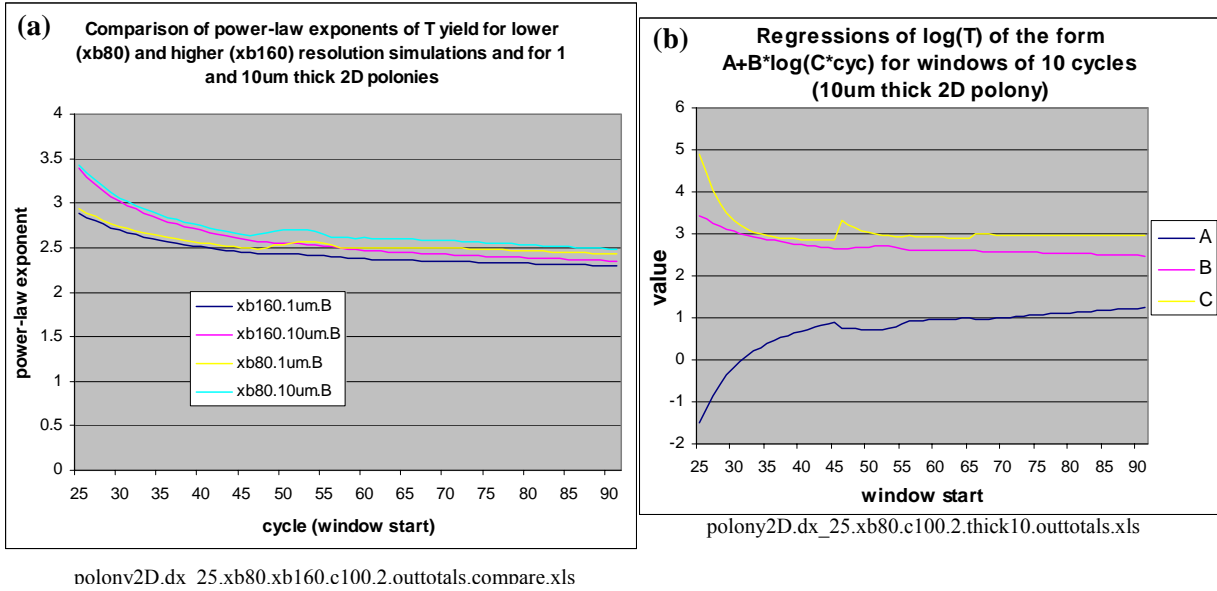 (a)
Comparison of power-law exponents of T yield for lower
(xb80) and higher (xb160) resolution simulations and for 1
and 10um thick 2D polonies
4
3.5
3
2.5
2
1.5
1
0.5
0
power-law exponent
xb160.1um.B
xb160.10um.B
xb80.1um.B
xb80.10um.B
25 30 35 40 45 50 55 60 65 70 75 80 85 90
cycle (window start)
polony2D.dx_25.xb80.xb160.c100.2.outtotals.compare.xls
(b)
Regressions of log(T) of the form
A+B*log(C*cyc) for windows of 10 cycles
(10um thick 2D polony)
6
5
4
3
2
1
0
-1
-2
value
A
B
C
25 30 35 40 45 50 55 60 65 70 75 80 85 90
window start
polony2D.dx_25.xb80.c100.2.thick10.outtotals.xls